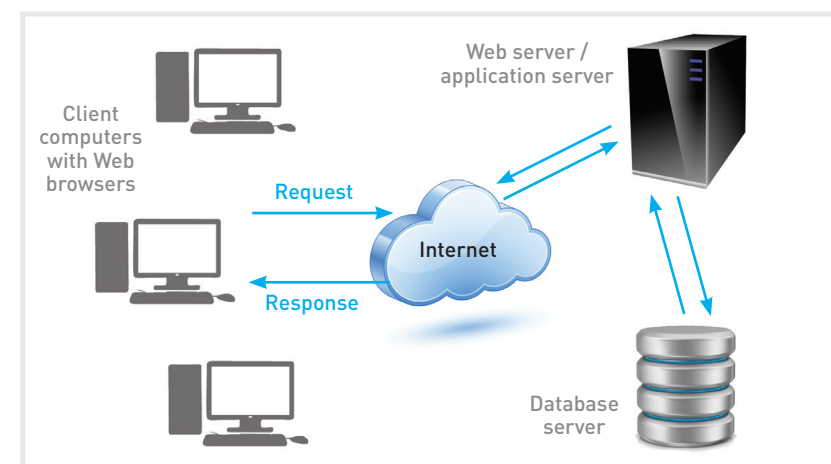 Web server /
application server
Client
computers
with Web
browsers
Request
Internet
Response
Database
server